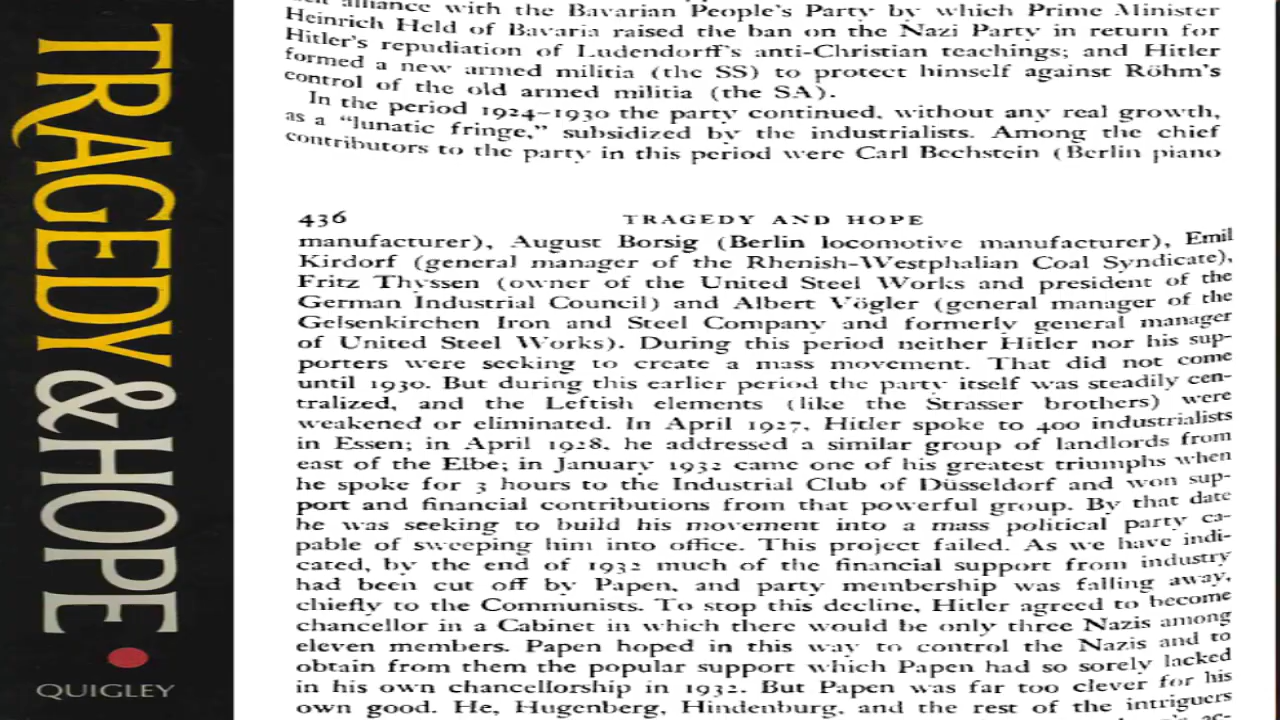 TRAGEDY & HOPE
QUIGLEY
alliance with the Bavarian People's Party by which Prime Minister
Heinrich Held of Bavaria raised the ban on the Nazi Party in return for
Hitler's repudiation of Ludendorff's anti-Christian teachings; and Hitler
formed a new armed militia (the SS) to protect himself against Röhm's
control of the old armed militia (the SA).
In the period 1924-1930 the party continued, without any real growth,
as a "lunatic fringe," subsidized by the industrialists. Among the chief
contributors to the party in this period were Carl Bechstein (Berlin piano
436 TRAGEDY AND HOPE
manufacturer), August Borsig (Berlin locomotive manufacturer), Emil
Kirdorf (general manager of the Rhenish-Westphalian Coal Syndicate),
Fritz Thyssen (owner of the United Steel Works and president of the
German Industrial Council) and Albert Vögler (general manager of the
Gelsenkirchen Iron and Steel Company and formerly general manager
of United Steel Works). During this period neither Hitler nor his sup-
porters were seeking to create a mass movement. That did not come
until 1930. But during this earlier period the party itself was steadily cen-
tralized, and the Leftish elements (like the Strasser brothers) were
weakened or eliminated. In April 1927, Hitler spoke to 400 industrialists
in Essen; in April 1928, he addressed a similar group of landlords from
east of the Elbe; in January 1932 came one of his greatest triumphs when
he spoke for 3 hours to the Industrial Club of Düsseldorf and won sup-
port and financial contributions from that powerful group. By that date
he was seeking to build his movement into a mass political party ca-
pable of sweeping him into office. This project failed. As we have indi-
cated, by the end of 1932 much of the financial support from industry
had been cut off by Papen, and party membership was falling away,
chiefly to the Communists. To stop this decline, Hitler agreed to become
chancellor in a Cabinet in which there would be only three Nazis among
eleven members. Papen hoped in this way to control the Nazis and to
obtain from them the popular support which Papen had so sorely lacked
in his own chancellorship in 1932. But Papen was far too clever for his
own good. He, Hugenberg, Hindenburg, and the rest of the intriguers